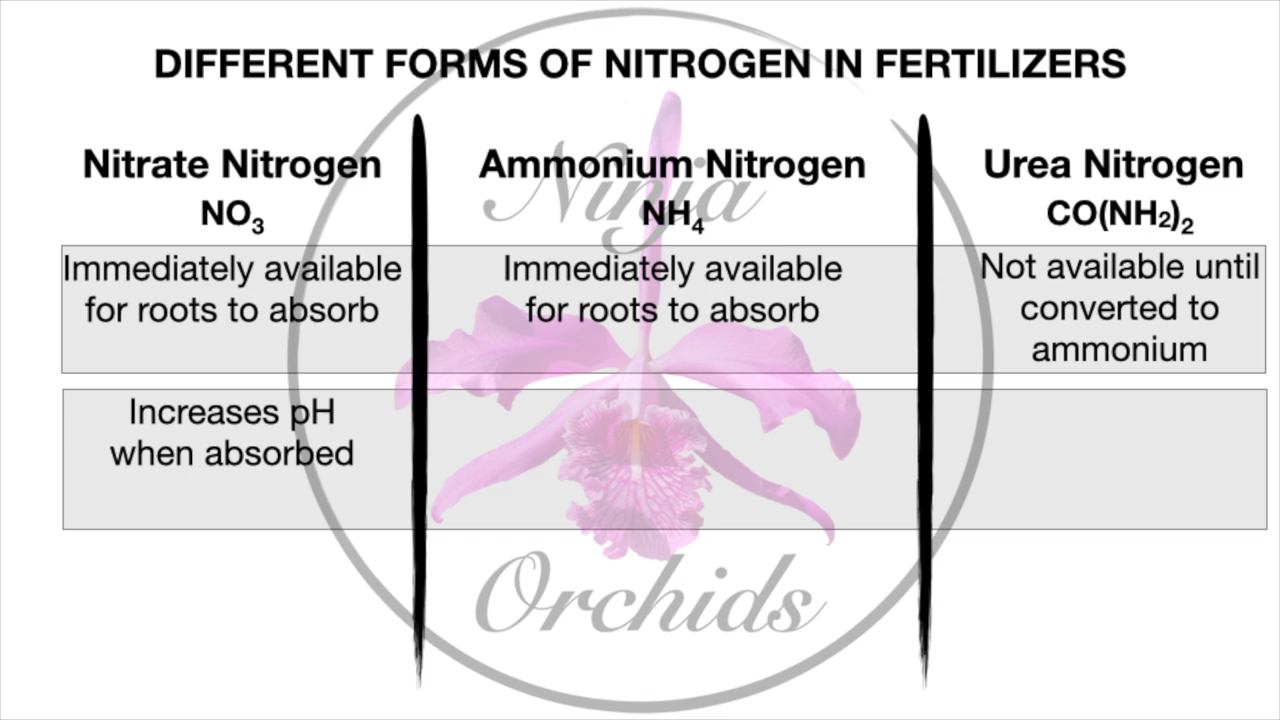 DIFFERENT FORMS OF NITROGEN IN FERTILIZERS
Nitrate Nitrogen
NO₃
Immediately available
for roots to absorb
Increases pH
when absorbed
Ammonium Nitrogen
NH₄
Immediately available
for roots to absorb
Urea Nitrogen
CO(NH₂)₂
Not available until
converted to
ammonium
Ninja
Orchids